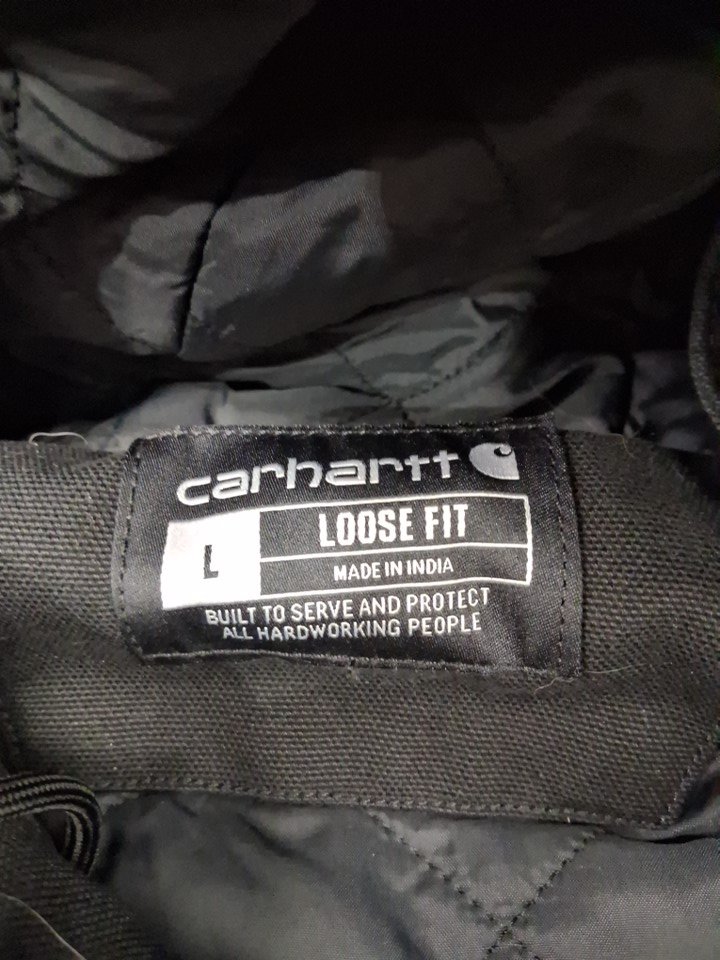 carhartt
L
LOOSE FIT
MADE IN INDIA
BUILT TO SERVE AND PROTECT
ALL HARDWORKING PEOPLE